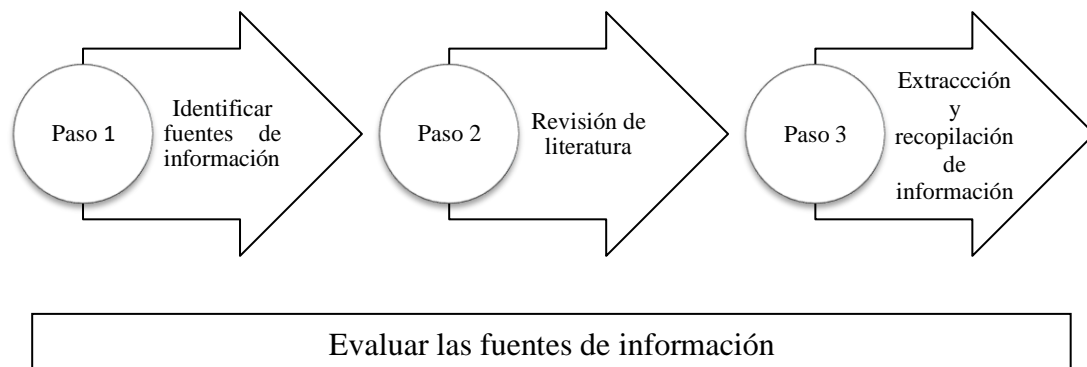 Paso 1
Identificar
fuentes de
información
Paso 2
Revisión de
literatura
Paso 3
Extraccción
y
recopilación
de
información
Evaluar las fuentes de información